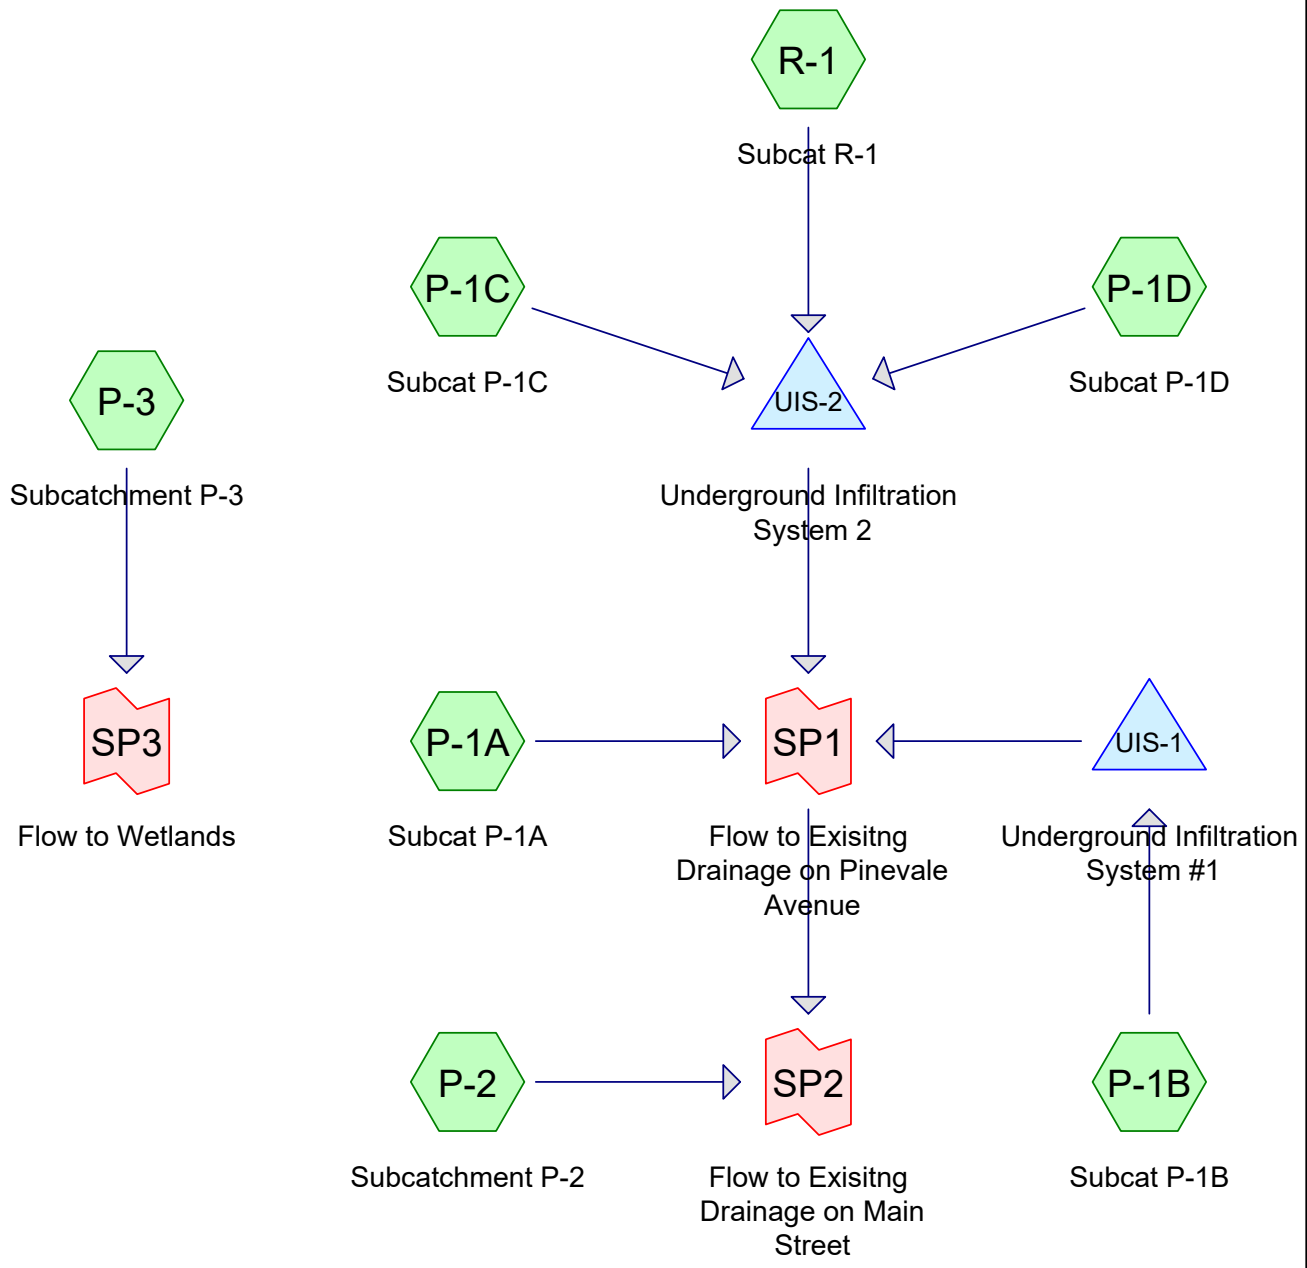 R-1
Subcat R-1
P-1C
Subcat P-1C
P-1D
Subcat P-1D
UIS-2
Underground Infiltration
System 2
P-3
Subcatchment P-3
SP3
Flow to Wetlands
P-1A
Subcat P-1A
SP1
Flow to Exisitng
Drainage on Pinevale
Avenue
UIS-1
Underground Infiltration
System #1
P-2
Subcatchment P-2
SP2
Flow to Exisitng
Drainage on Main
Street
P-1B
Subcat P-1B